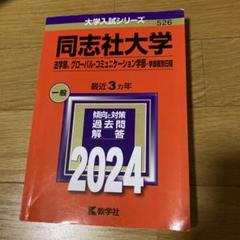 大学入試シリーズ
526
同志社大学
法学部、グローバル・コミュニケーション学部-学部個別日程
一般
最近3カ年
傾向と対策
過去問
解答
2024
教学社